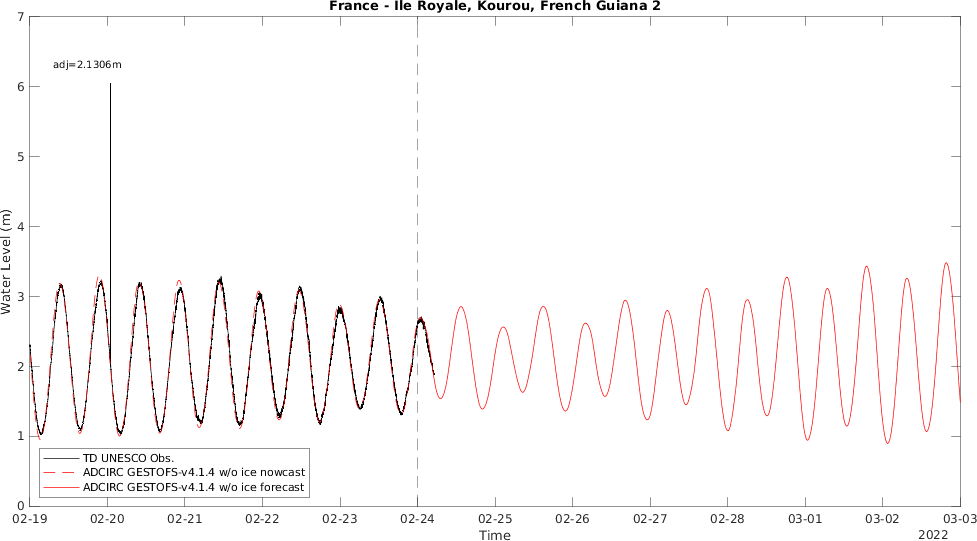 France - Ile Royale, Kourou, French Guiana 2
7
adj=2.1306m
6
5
4
Water Level (m)
3
2
1
TD UNESCO Obs.
ADCIRC GESTOFS-v4.1.4 w/o ice nowcast
ADCIRC GESTOFS-v4.1.4 w/o ice forecast
0
02-19 02-20 02-21 02-22 02-23 02-24 02-25 02-26 02-27 02-28 03-01 03-02 03-03
Time
2022